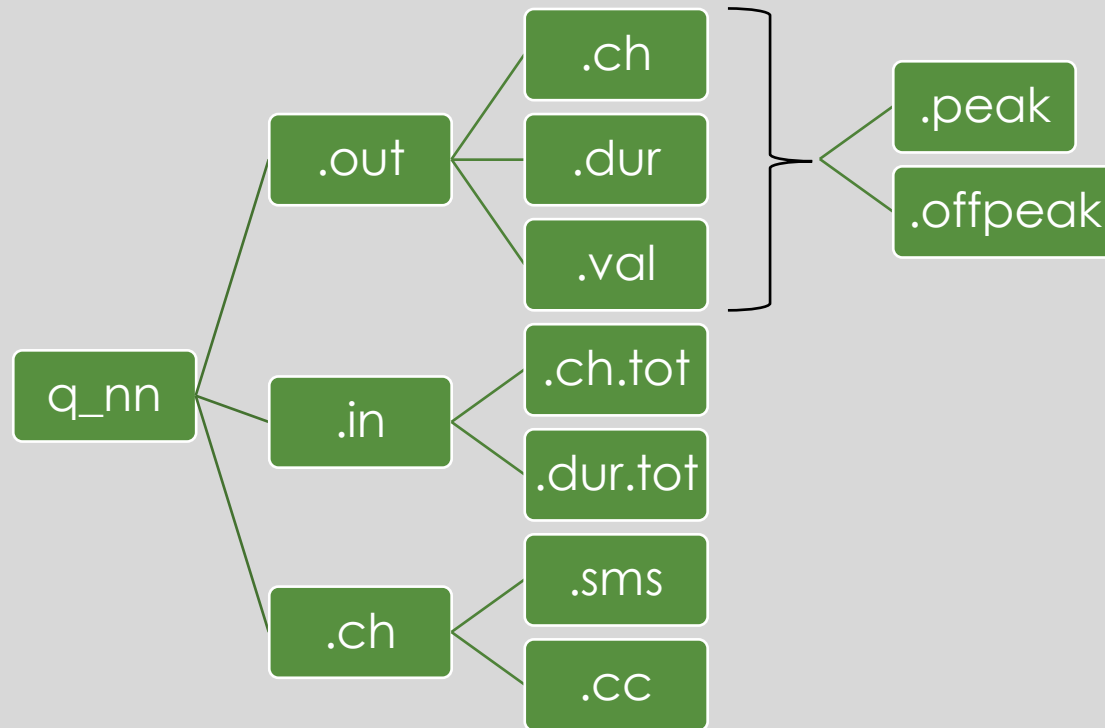 q_nn
.out
.ch
.dur
.val
.peak
.offpeak
.in
.ch.tot
.dur.tot
.ch
.sms
.cc